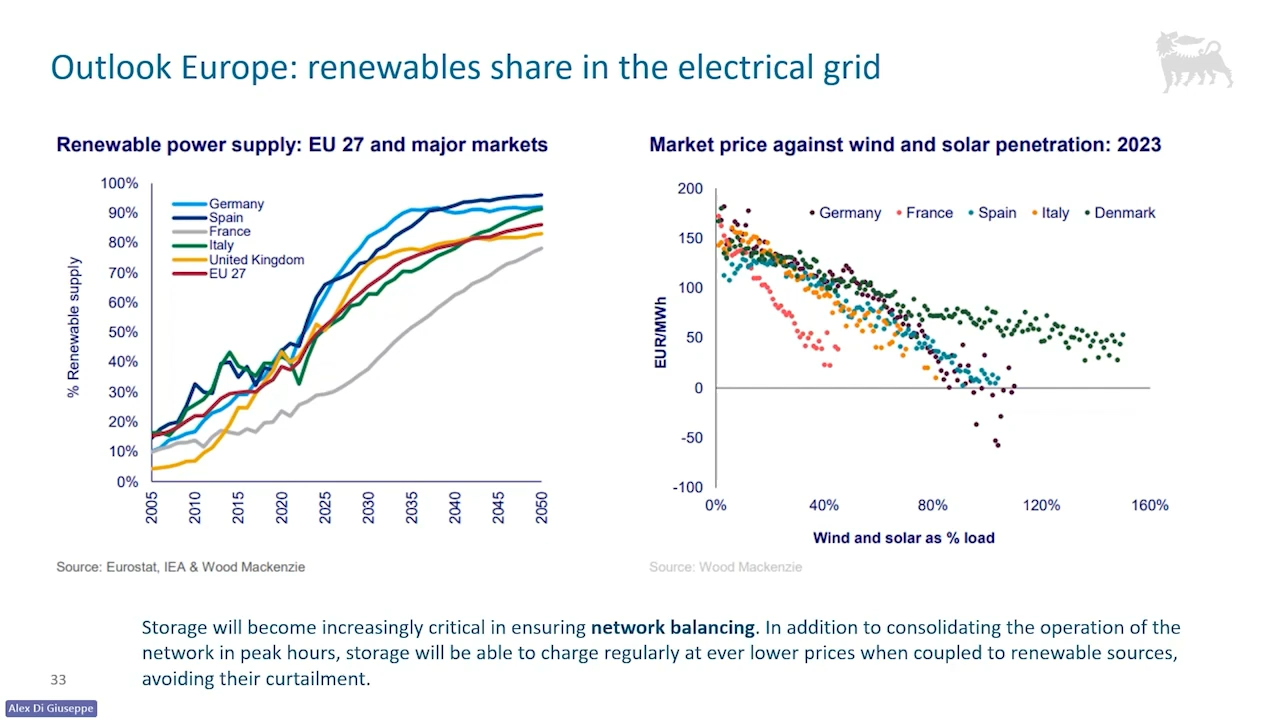 Outlook Europe: renewables share in the electrical grid
Renewable power supply: EU 27 and major markets
100%
90%
80%
70%
60%
50%
40%
30%
20%
10%
0%
% Renewable supply
Germany
Spain
France
Italy
United Kingdom
EU 27
2005
2010
2015
2020
2025
2030
2035
2040
2045
2050
Source: Eurostat, IEA & Wood Mackenzie
Market price against wind and solar penetration: 2023
200
150
100
50
0
-50
-100
EUR/MWh
Germany
France
Spain
Italy
Denmark
0%
40%
80%
120%
160%
Wind and solar as % load
Source: Wood Mackenzie
Storage will become increasingly critical in ensuring network balancing. In addition to consolidating the operation of the
network in peak hours, storage will be able to charge regularly at ever lower prices when coupled to renewable sources,
avoiding their curtailment.
33
Alex Di Giuseppe